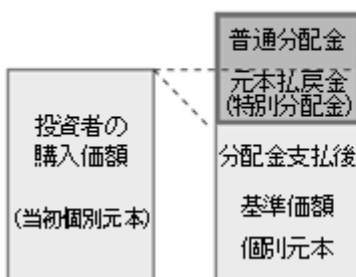 普通分配金
元本払戻金
(特別分配金)
投資者の
購入価額
(当初個別元本)
分配金支払後
基準価額
個別元本